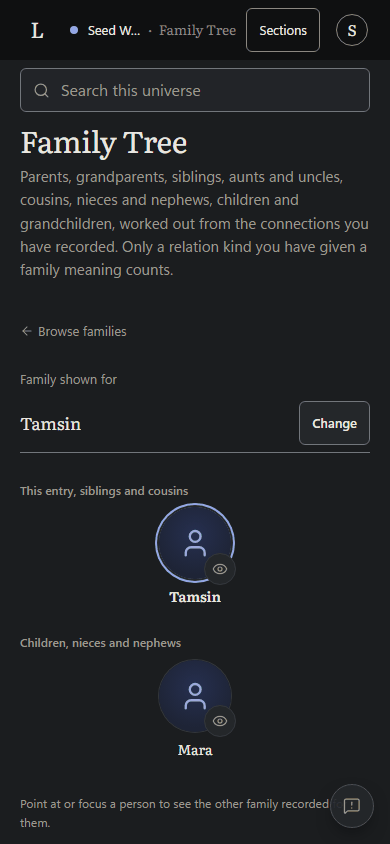 L
Seed W... · Family Tree
Sections
S
Search this universe
Family Tree
Parents, grandparents, siblings, aunts and uncles,
cousins, nieces and nephews, children and
grandchildren, worked out from the connections you
have recorded. Only a relation kind you have given a
family meaning counts.
← Browse families
Family shown for
Tamsin
Change
This entry, siblings and cousins
Tamsin
Children, nieces and nephews
Mara
Point at or focus a person to see the other family recorded
them.